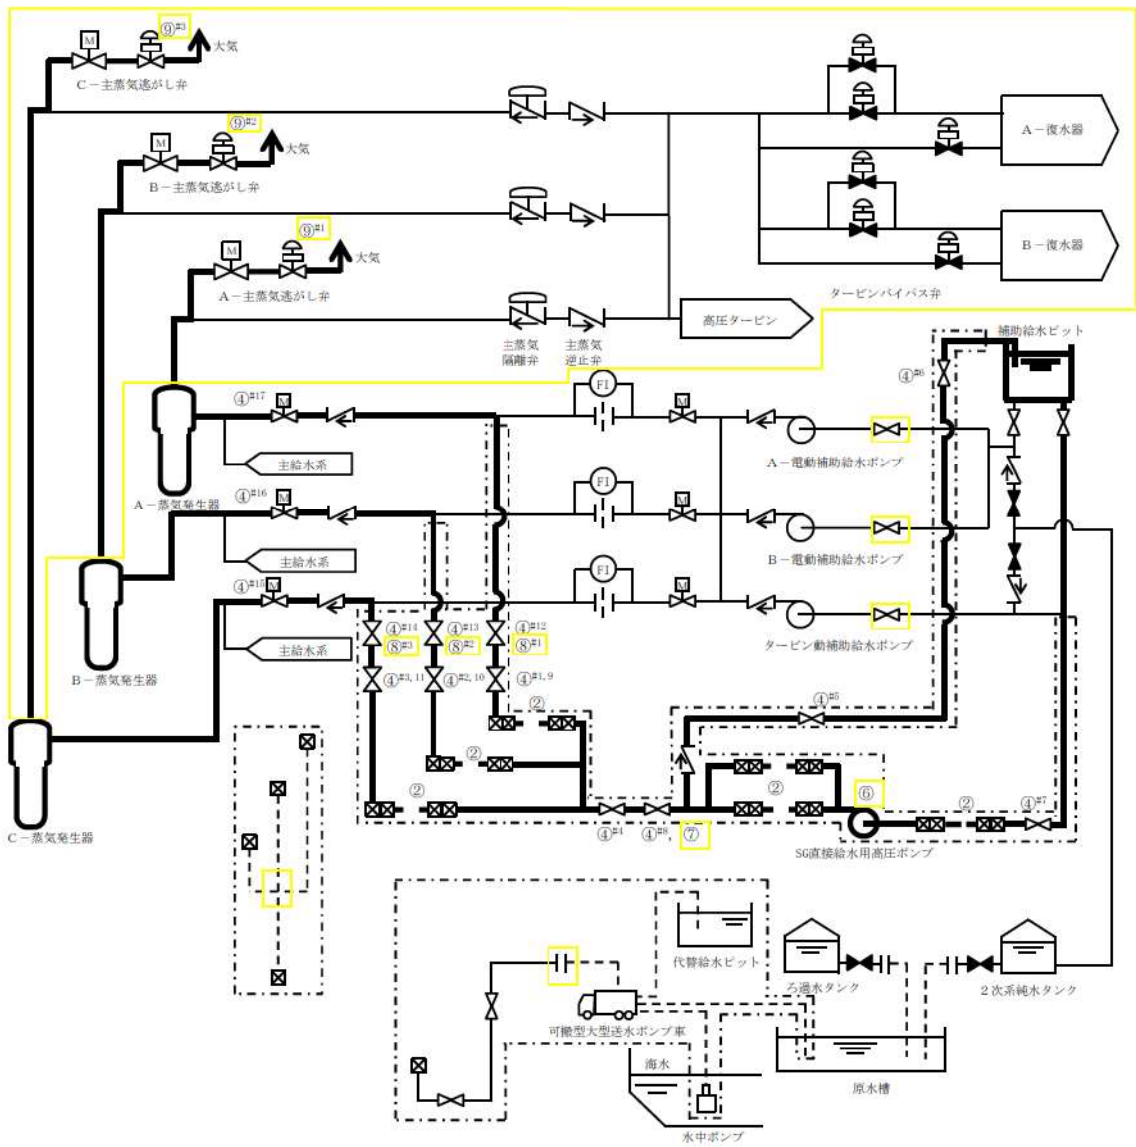 ⑨#3
M
大気
C－主蒸気逃がし弁
⑨#2
M
大気
B－主蒸気逃がし弁
A－復水器
⑨#1
M
大気
A－主蒸気逃がし弁
B－復水器
タービンバイパス弁
高圧タービン
主蒸気
隔離弁
主蒸気
逆止弁
補助給水ピット
④#6
④#17
M
FI
M
主給水系
A－電動補助給水ポンプ
A－蒸気発生器
④#16
M
FI
M
主給水系
B－電動補助給水ポンプ
④#15
M
FI
M
主給水系
タービン動補助給水ポンプ
B－蒸気発生器
④#14
⑧#3
④#13
⑧#2
④#12
⑧#1
④#3, 11
④#2, 10
④#1, 9
②
②
②
④#5
②
⑥
②
④#7
④#4
④#8,
⑦
SG直接給水用高圧ポンプ
C－蒸気発生器
代替給水ピット
ろ過水タンク
2次系純水タンク
可搬型大型送水ポンプ車
海水
原水槽
水中ポンプ